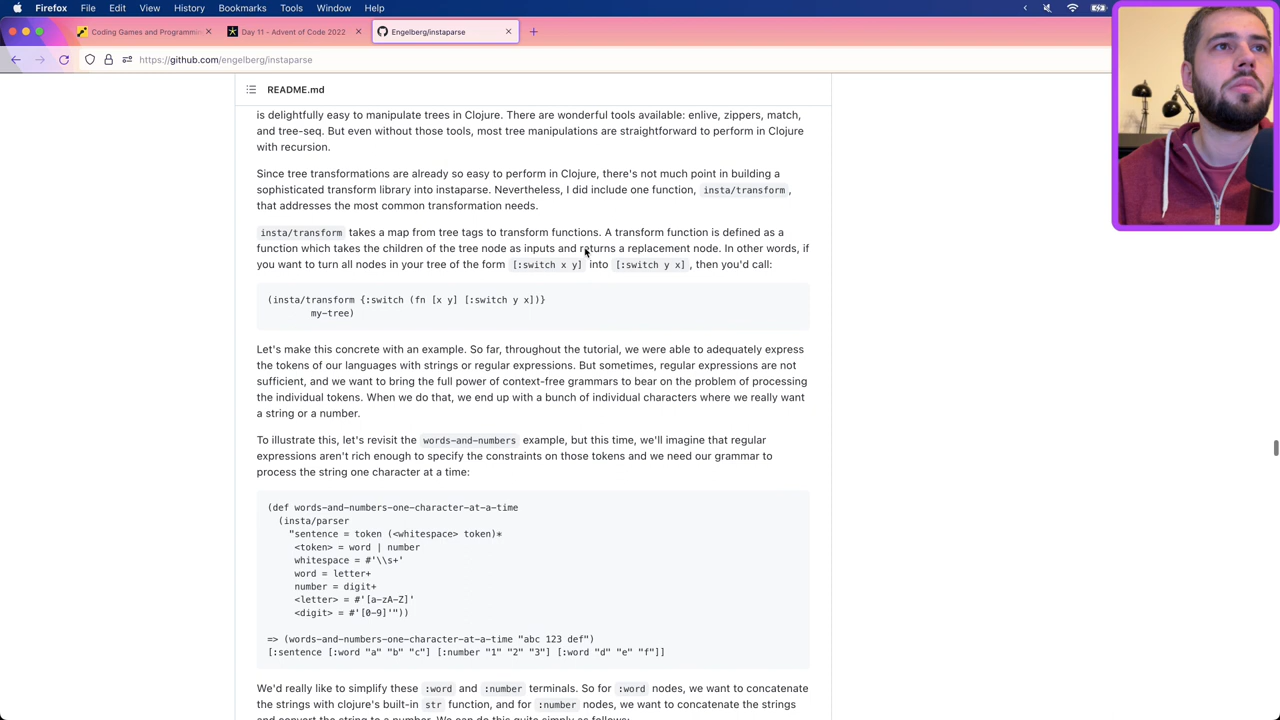 Firefox File Edit View History Bookmarks Tools Window Help
Coding Games and Programmin
Day 11 - Advent of Code 2022
Engelberg/instaparse
https://github.com/engelberg/instaparse
README.md
is delightfully easy to manipulate trees in Clojure. There are wonderful tools available: enlive, zippers, match,
and tree-seq. But even without those tools, most tree manipulations are straightforward to perform in Clojure
with recursion.
Since tree transformations are already so easy to perform in Clojure, there's not much point in building a
sophisticated transform library into instaparse. Nevertheless, I did include one function, insta/transform,
that addresses the most common transformation needs.
insta/transform takes a map from tree tags to transform functions. A transform function is defined as a
function which takes the children of the tree node as inputs and returns a replacement node. In other words, if
you want to turn all nodes in your tree of the form [:switch x y] into [:switch y x], then you'd call:
(insta/transform {:switch (fn [x y] [:switch y x])}
my-tree)
Let's make this concrete with an example. So far, throughout the tutorial, we were able to adequately express
the tokens of our languages with strings or regular expressions. But sometimes, regular expressions are not
sufficient, and we want to bring the full power of context-free grammars to bear on the problem of processing
the individual tokens. When we do that, we end up with a bunch of individual characters where we really want
a string or a number.
To illustrate this, let's revisit the words-and-numbers example, but this time, we'll imagine that regular
expressions aren't rich enough to specify the constraints on those tokens and we need our grammar to
process the string one character at a time:
(def words-and-numbers-one-character-at-a-time
(insta/parser
"sentence = token (<whitespace> token)*
<token> = word | number
whitespace = #'\\s+'
word = letter+
number = digit+
<letter> = #'[a-zA-Z]'
<digit> = #'[0-9]'"))
=> (words-and-numbers-one-character-at-a-time "abc 123 def")
[:sentence [:word "a" "b" "c"] [:number "1" "2" "3"] [:word "d" "e" "f"]]
We'd really like to simplify these :word and :number terminals. So for :word nodes, we want to concatenate
the strings with clojure's built-in str function, and for :number nodes, we want to concatenate the strings
and convert the string to a number. We can do this quite simply as follows: